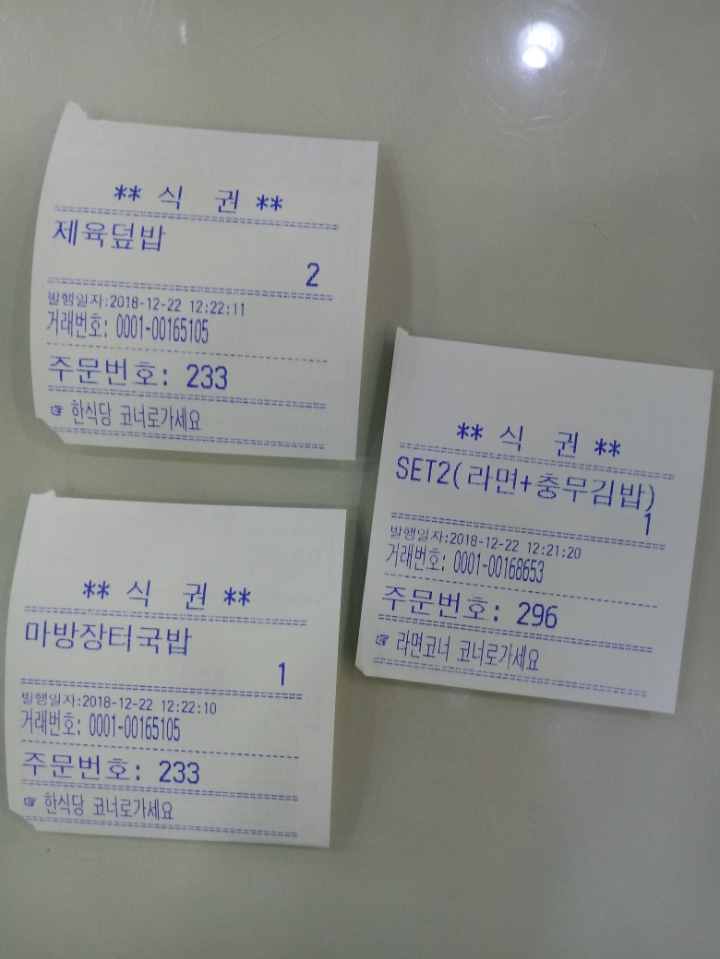 ** 식 권 **
제육덮밥
2
발행일자:2018-12-22 12:22:11
거래번호: 0001-00165105
주문번호: 233
☞ 한식당 코너로가세요
** 식 권 **
SET2(라면+충무김밥)
1
발행일자:2018-12-22 12:21:20
거래번호: 0001-00168653
주문번호: 296
☞ 라면코너 코너로가세요
** 식 권 **
마방장터국밥
1
발행일자:2018-12-22 12:22:10
거래번호: 0001-00165105
주문번호: 233
☞ 한식당 코너로가세요